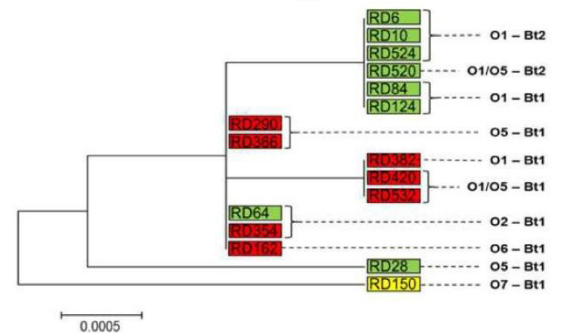 RD6
RD10
O1 – Bt2
RD524
RD520
O1/O5 – Bt2
RD84
O1 – Bt1
RD124
RD290
O5 – Bt1
RD366
RD382
O1 – Bt1
RD420
O1/O5 – Bt1
RD532
RD64
O2 – Bt1
RD354
RD162
O6 – Bt1
RD28
O5 – Bt1
RD150
O7 – Bt1
0.0005